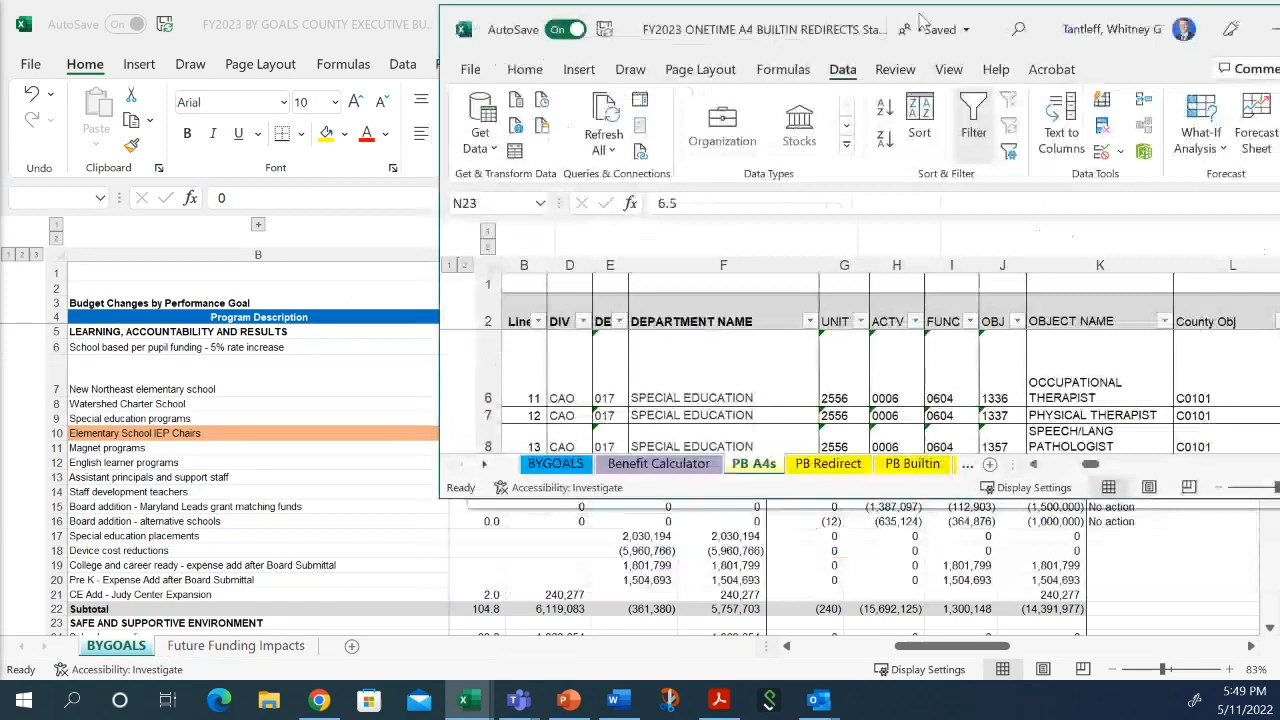 AutoSave Off FY2023 BY GOALS COUNTY EXECUTIVE BU
File Home Insert Draw Page Layout Formulas Data
Paste
Arial 10
B I U
Undo Clipboard Font
fx 0
1
2
1 2 3
B
1
2
3 Budget Changes by Performance Goal
4 Program Description
5 LEARNING, ACCOUNTABILITY AND RESULTS
6 School based per pupil funding - 5% rate increase
7 New Northeast elementary school
8 Watershed Charter School
9 Special education programs
10 Elementary School IEP Chairs
11 Magnet programs
12 English learner programs
13 Assistant principals and support staff
14 Staff development teachers
15 Board addition - Maryland Leads grant matching funds 0 0 0 0 (1,387,097) (112,903) (1,500,000) No action
16 Board addition - alternative schools 0.0 0 0 0 (12) (635,124) (364,876) (1,000,000) No action
17 Special education placements 2,030,194 2,030,194 0 0 0 0
18 Device cost reductions (5,960,766) (5,960,766) 0 0 0 0
19 College and career ready - expense add after Board Submittal 1,801,799 1,801,799 0 0 1,801,799 1,801,799
20 Pre K - Expense Add after Board Submittal 1,504,693 1,504,693 0 0 1,504,693 1,504,693
21 CE Add - Judy Center Expansion 2.0 240,277 240,277 240,277
22 Subtotal 104.8 6,119,083 (361,380) 5,757,703 (240) (15,692,125) 1,300,148 (14,391,977)
23 SAFE AND SUPPORTIVE ENVIRONMENT
BYGOALS Future Funding Impacts
Ready Accessibility: Investigate Display Settings 83%
AutoSave On FY2023 ONETIME A4 BUILTIN REDIRECTS Sta... Saved Tantleff, Whitney G
File Home Insert Draw Page Layout Formulas Data Review View Help Acrobat Comme
Get Data Refresh All Organization Stocks Sort Filter Text to Columns What-If Analysis Forecast Sheet
Get & Transform Data Queries & Connections Data Types Sort & Filter Data Tools Forecast
N23 fx 6.5
1 2
B D E F G H I J K L
1
2 Line DIV DE DEPARTMENT NAME UNIT ACTV FUNC OBJ OBJECT NAME County Obj
6 11 CAO 017 SPECIAL EDUCATION 2556 0006 0604 1336 OCCUPATIONAL THERAPIST C0101
7 12 CAO 017 SPECIAL EDUCATION 2556 0006 0604 1337 PHYSICAL THERAPIST C0101
8 13 CAO 017 SPECIAL EDUCATION 2556 0006 0604 1357 SPEECH/LANG PATHOLOGIST C0101
BYGOALS Benefit Calculator PB A4s PB Redirect PB Builtin ...
Ready Accessibility: Investigate Display Settings
5:49 PM
5/11/2022